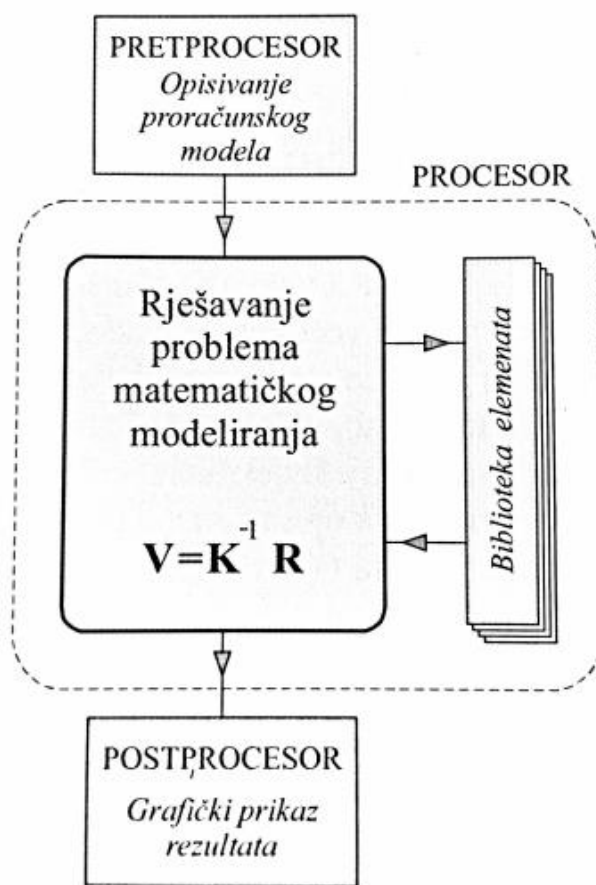 PRETPROCESOR
Opisivanje
proračunskog
modela
PROCESOR
Rješavanje
problema
matematičkog
modeliranja
V=K⁻¹ R
Biblioteka elemenata
POSTPROCESOR
Grafički prikaz
rezultata